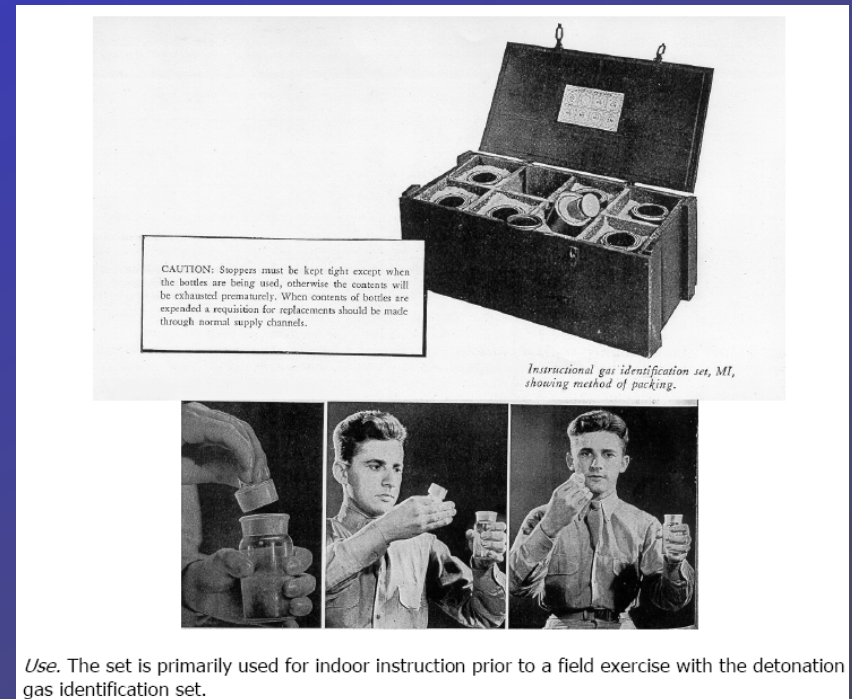 CAUTION: Stoppers must be kept tight except when
the bottles are being used, otherwise the contents will
be exhausted prematurely. When contents of bottles are
expended a requisition for replacements should be made
through normal supply channels.
Instructional gas identification set, MI,
showing method of packing.
Use. The set is primarily used for indoor instruction prior to a field exercise with the detonation
gas identification set.